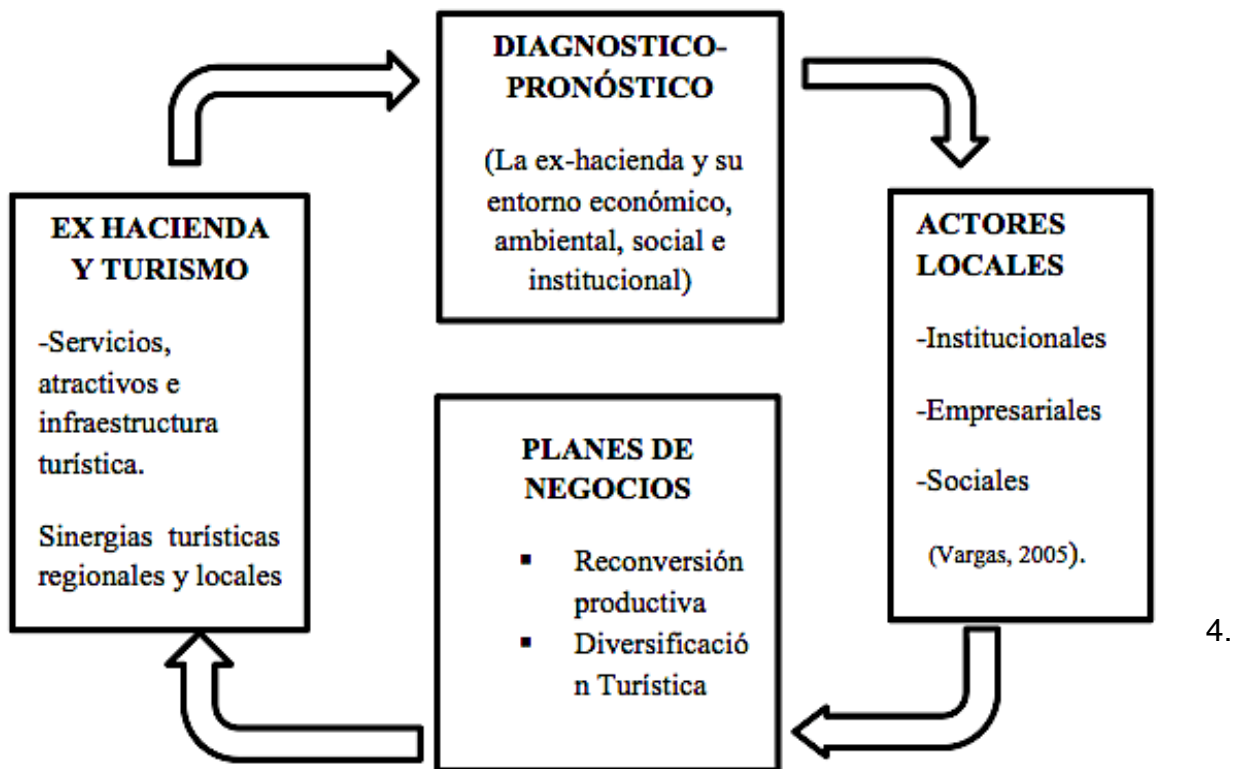 DIAGNOSTICO-
PRONÓSTICO
(La ex-hacienda y su
entorno económico,
ambiental, social e
institucional)
EX HACIENDA
Y TURISMO
-Servicios,
atractivos e
infraestructura
turística.
Sinergias turísticas
regionales y locales
ACTORES
LOCALES
-Institucionales
-Empresariales
-Sociales
(Vargas, 2005).
PLANES DE
NEGOCIOS
▪ Reconversión
productiva
▪ Diversificació
n Turística
4.